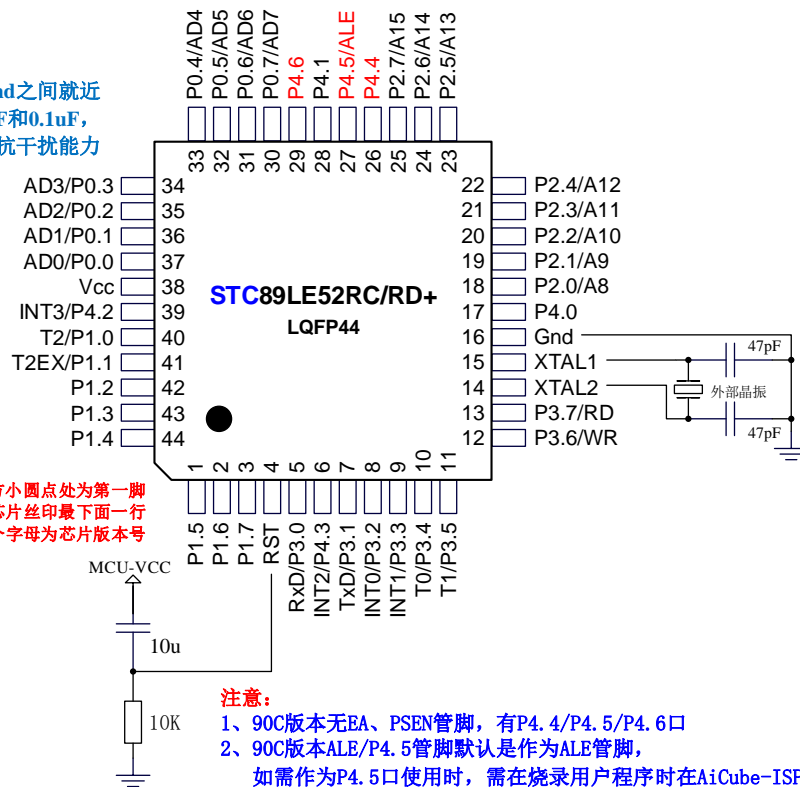 P0.4/AD4
P0.5/AD5
P0.6/AD6
P0.7/AD7
P4.6
P4.1
P4.5/ALE
P4.4
P2.7/A15
P2.6/A14
P2.5/A13
nd之间就近
F和0.1uF，
抗干扰能力
33
32
31
30
29
28
27
26
25
24
23
AD3/P0.3 34
AD2/P0.2 35
AD1/P0.1 36
AD0/P0.0 37
Vcc 38
INT3/P4.2 39
T2/P1.0 40
T2EX/P1.1 41
P1.2 42
P1.3 43
P1.4 44
STC89LE52RC/RD+
LQFP44
22 P2.4/A12
21 P2.3/A11
20 P2.2/A10
19 P2.1/A9
18 P2.0/A8
17 P4.0
16 Gnd
15 XTAL1
14 XTAL2
13 P3.7/RD
12 P3.6/WR
47pF
外部晶振
47pF
1
2
3
4
5
6
7
8
9
10
11
P1.5
P1.6
P1.7
RST
RxD/P3.0
INT2/P4.3
TxD/P3.1
INT0/P3.2
INT1/P3.3
T0/P3.4
T1/P3.5
小圆点处为第一脚
芯片丝印最下面一行
字母为芯片版本号
MCU-VCC
10u
10K
注意：
1、90C版本无EA、PSEN管脚，有P4.4/P4.5/P4.6口
2、90C版本ALE/P4.5管脚默认是作为ALE管脚，
如需作为P4.5口使用时，需在烧录用户程序时在AiCube-ISP